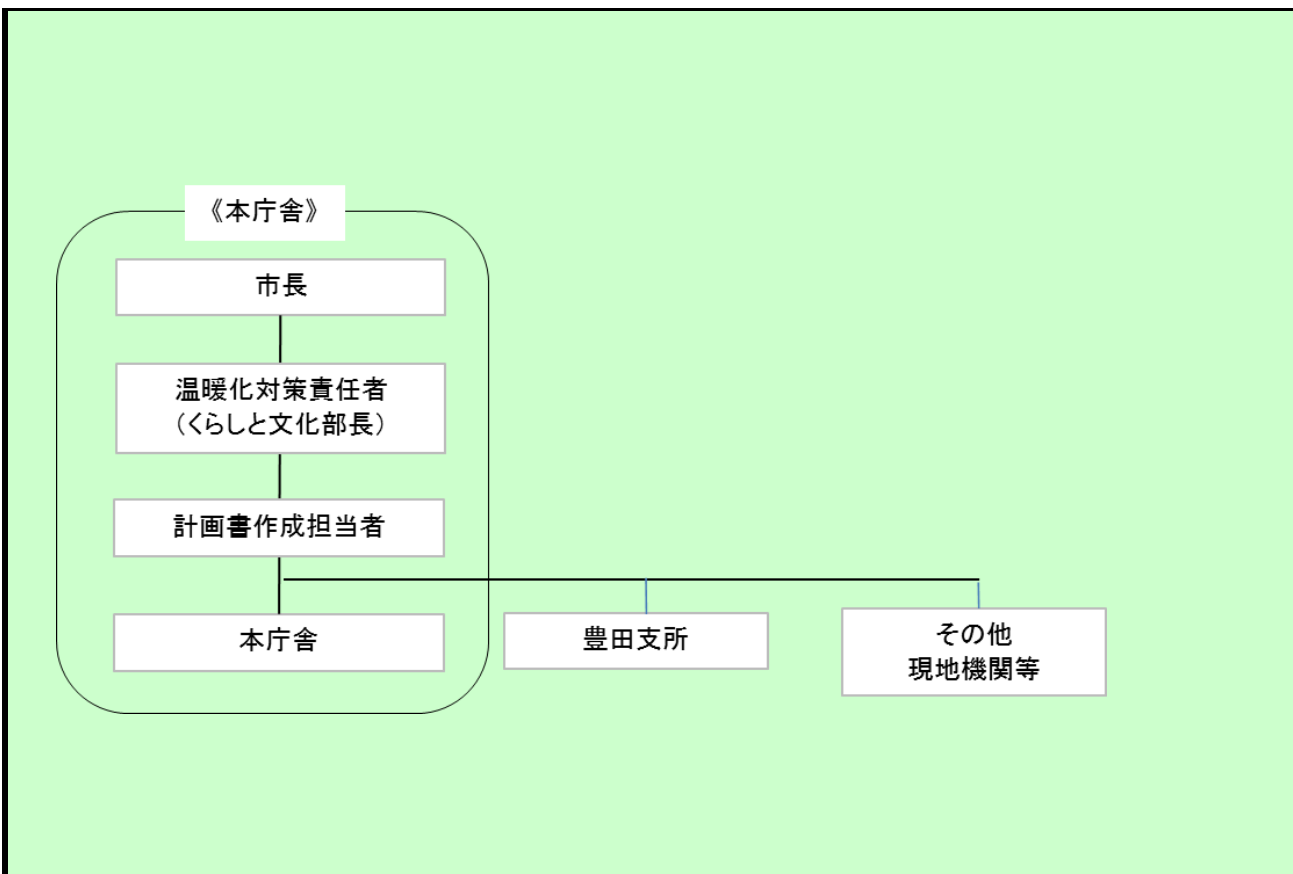 《本庁舎》
市長
温暖化対策責任者
（くらしと文化部長）
計画書作成担当者
本庁舎
豊田支所
その他
現地機関等